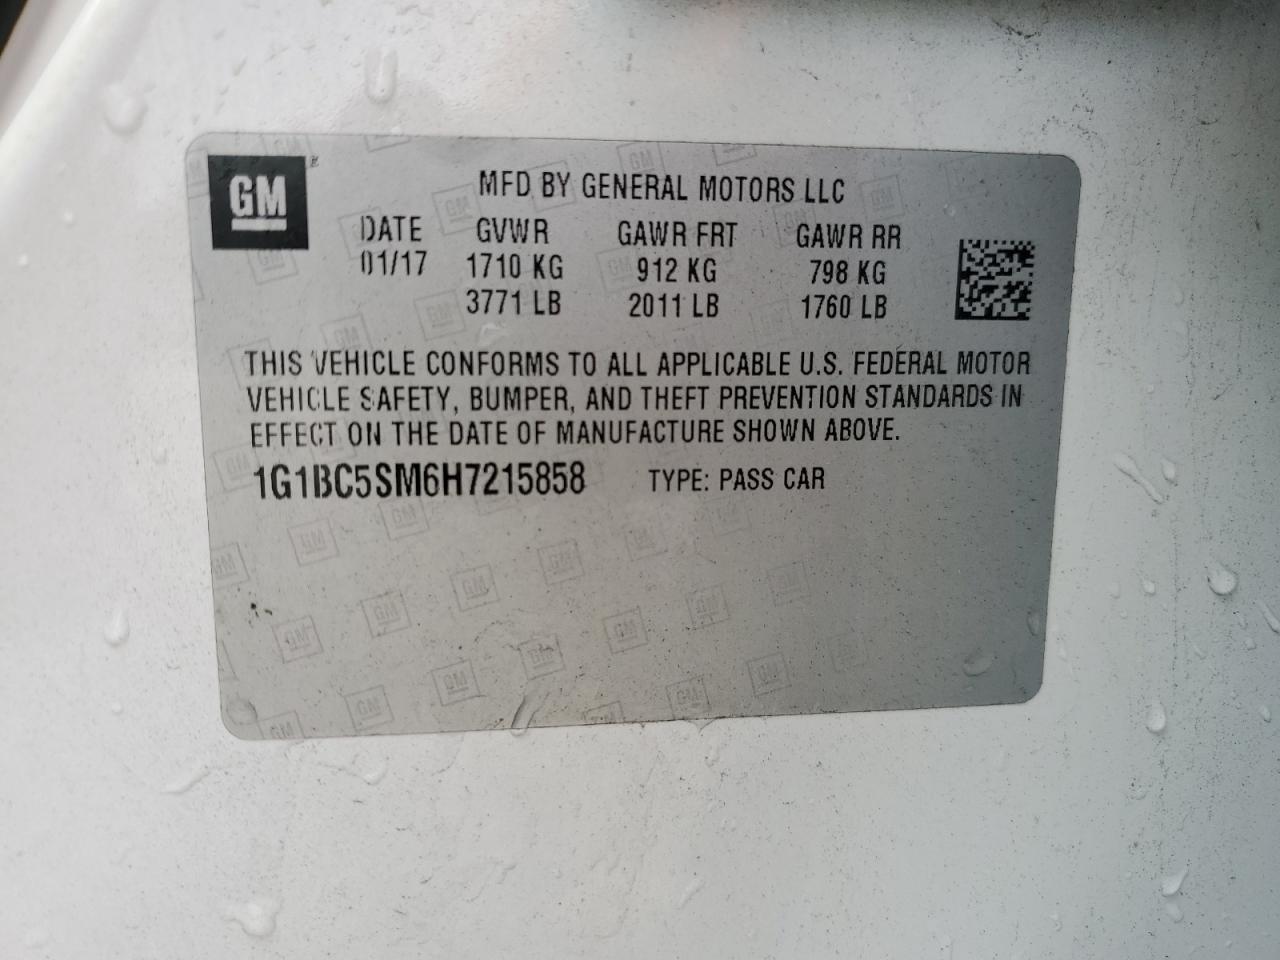 GM
MFD BY GENERAL MOTORS LLC
DATE GVWR GAWR FRT GAWR RR
01/17 1710 KG 912 KG 798 KG
3771 LB 2011 LB 1760 LB
THIS VEHICLE CONFORMS TO ALL APPLICABLE U.S. FEDERAL MOTOR
VEHICLE SAFETY, BUMPER, AND THEFT PREVENTION STANDARDS IN
EFFECT ON THE DATE OF MANUFACTURE SHOWN ABOVE.
1G1BC5SM6H7215858 TYPE: PASS CAR